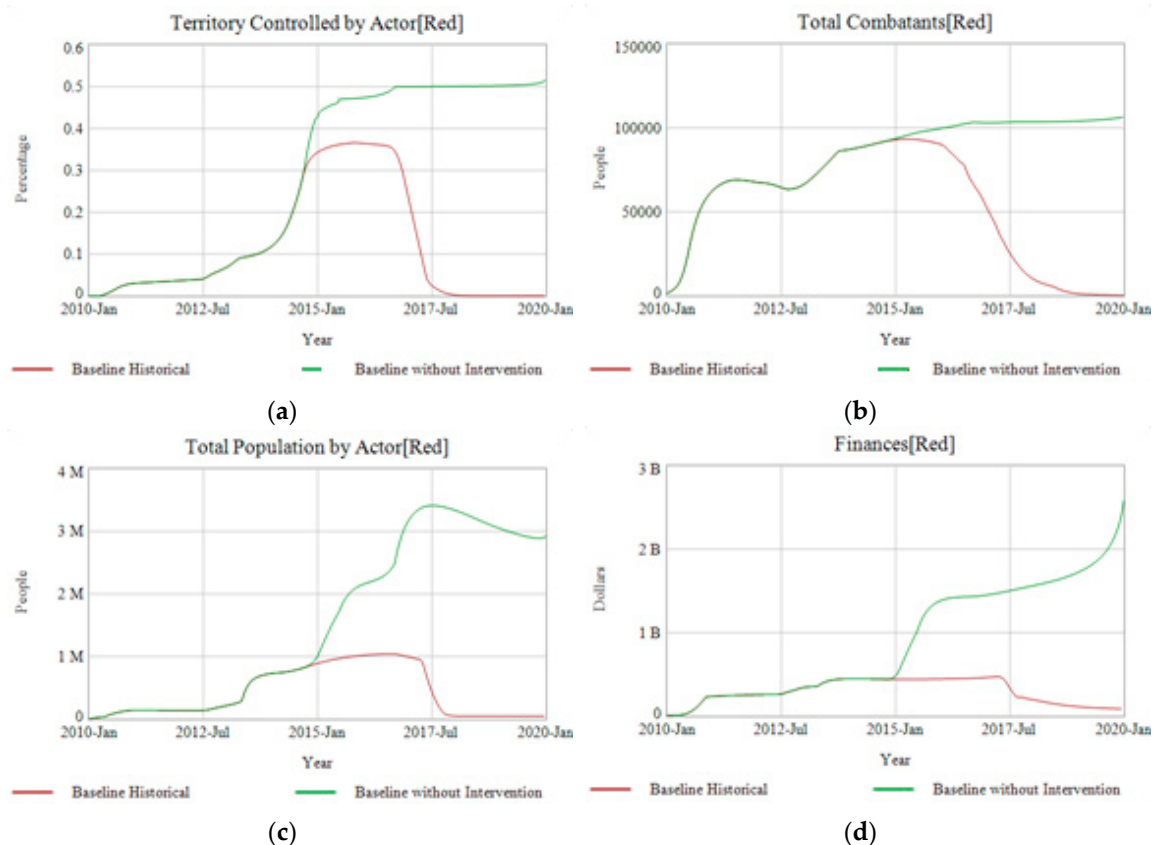 Territory Controlled by Actor[Red]
0.6
0.5
0.4
0.3
0.2
0.1
0
Percentage
2010-Jan 2012-Jul 2015-Jan 2017-Jul 2020-Jan
Year
Baseline Historical Baseline without Intervention
(a)
Total Combatants[Red]
150000
100000
50000
0
People
2010-Jan 2012-Jul 2015-Jan 2017-Jul 2020-Jan
Year
Baseline Historical Baseline without Intervention
(b)
Total Population by Actor[Red]
4 M
3 M
2 M
1 M
0
People
2010-Jan 2012-Jul 2015-Jan 2017-Jul 2020-Jan
Year
Baseline Historical Baseline without Intervention
(c)
Finances[Red]
3 B
2 B
1 B
0
Dollars
2010-Jan 2012-Jul 2015-Jan 2017-Jul 2020-Jan
Year
Baseline Historical Baseline without Intervention
(d)